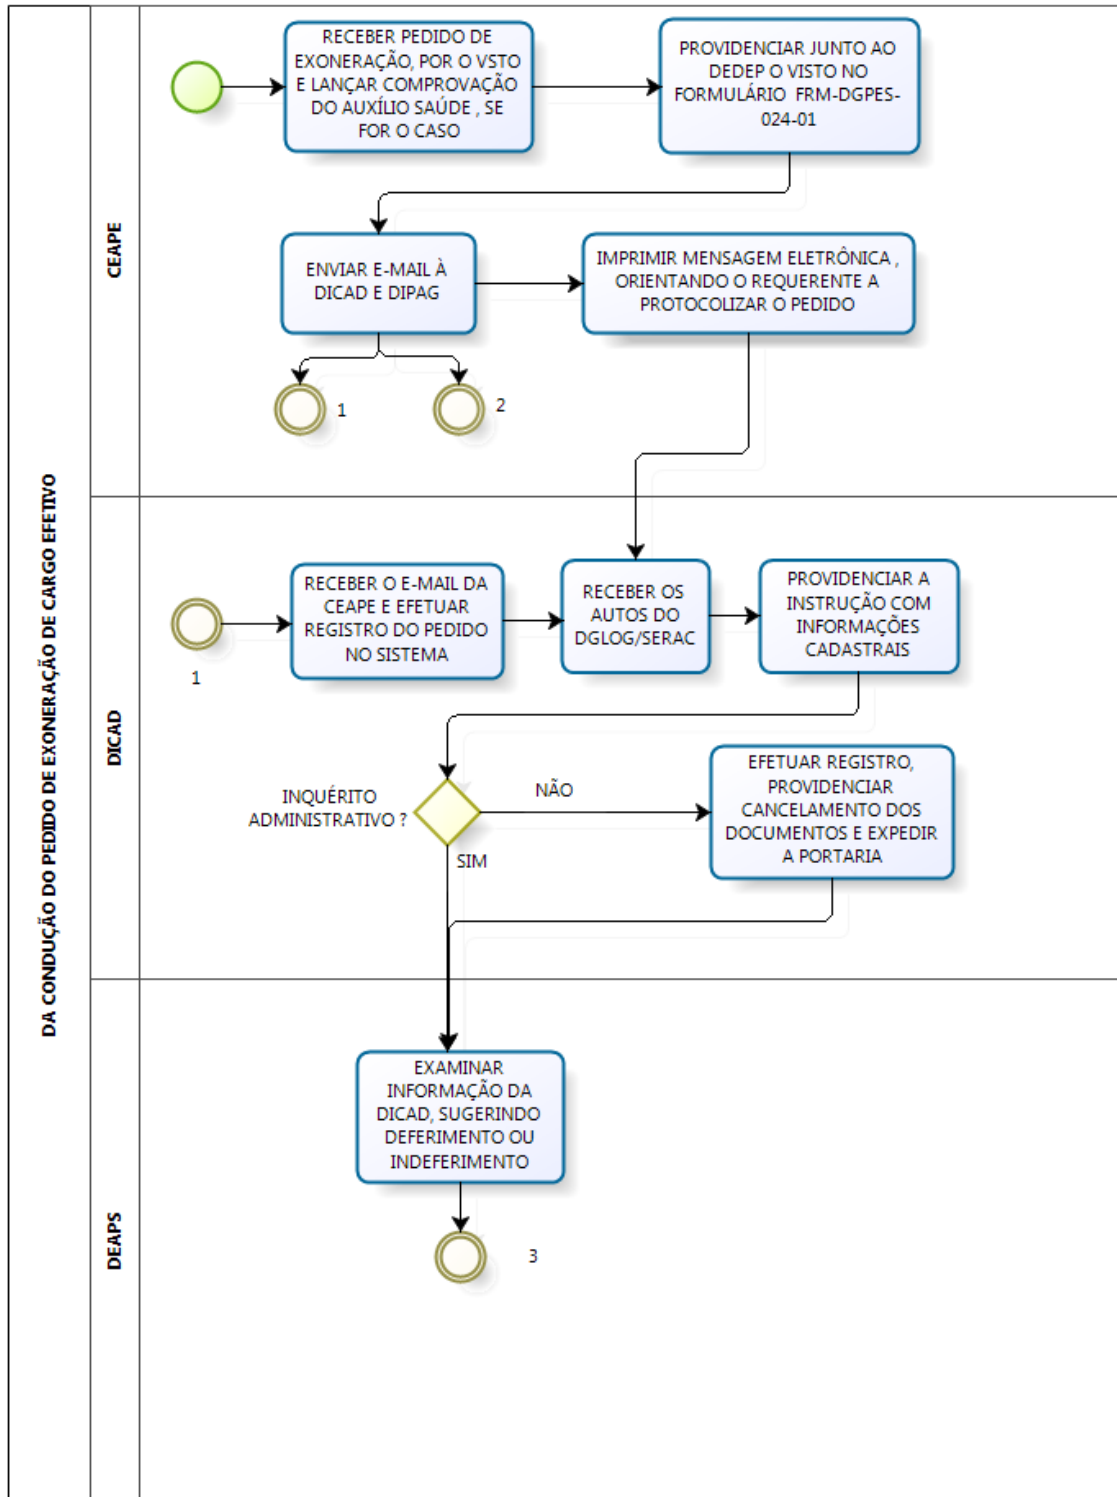 DA CONDUÇÃO DO PEDIDO DE EXONERAÇÃO DE CARGO EFETIVO
CEAPE
RECEBER PEDIDO DE
EXONERAÇÃO, POR O VSTO
E LANÇAR COMPROVAÇÃO
DO AUXÍLIO SAÚDE , SE
FOR O CASO
PROVIDENCIAR JUNTO AO
DEDEP O VISTO NO
FORMULÁRIO  FRM-DGPES-
024-01
ENVIAR E-MAIL À
DICAD E DIPAG
IMPRIMIR MENSAGEM ELETRÔNICA ,
ORIENTANDO O REQUERENTE A
PROTOCOLIZAR O PEDIDO
1
2
DICAD
1
RECEBER O E-MAIL DA
CEAPE E EFETUAR
REGISTRO DO PEDIDO
NO SISTEMA
RECEBER OS
AUTOS DO
DGLOG/SERAC
PROVIDENCIAR A
INSTRUÇÃO COM
INFORMAÇÕES
CADASTRAIS
INQUÉRITO
ADMINISTRATIVO ?
NÃO
SIM
EFETUAR REGISTRO,
PROVIDENCIAR
CANCELAMENTO DOS
DOCUMENTOS E EXPEDIR
A PORTARIA
DEAPS
EXAMINAR
INFORMAÇÃO DA
DICAD, SUGERINDO
DEFERIMENTO OU
INDEFERIMENTO
3